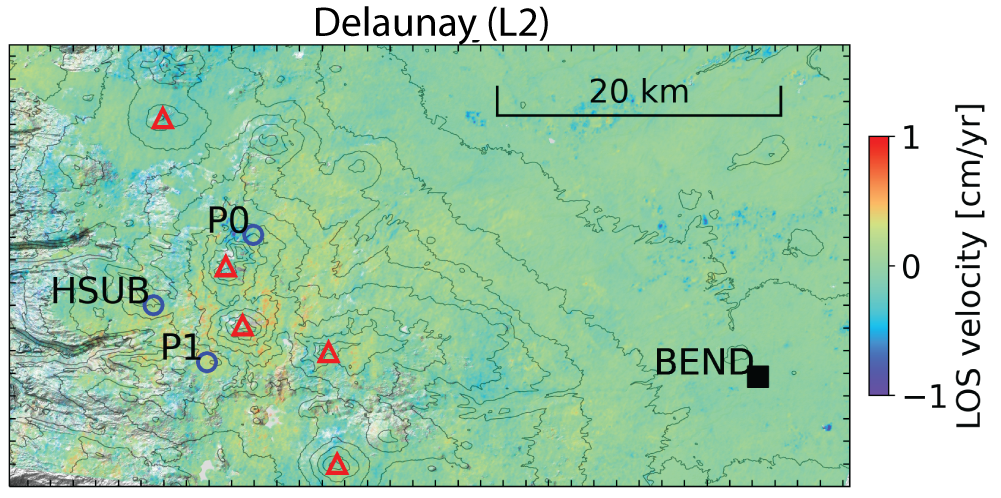 Delaunay (L2)
20 km
P0
HSUB
P1
BEND
1
0
−1
LOS velocity [cm/yr]